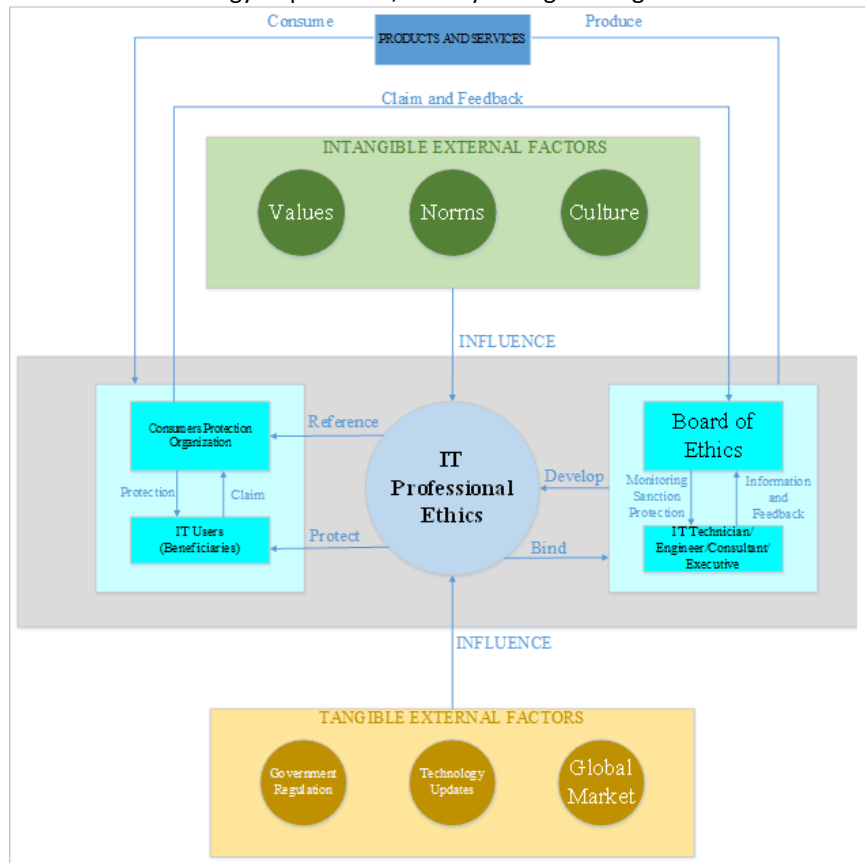 Consume
PRODUCTS AND SERVICES
Produce
Claim and Feedback
INTANGIBLE EXTERNAL FACTORS
Values
Norms
Culture
INFLUENCE
Consumers Protection
Organization
Reference
IT
Professional
Ethics
Board of
Ethics
Develop
Protection
Claim
Monitoring
Sanction
Protection
Information
and
Feedback
IT Users
(Beneficiaries)
Protect
Bind
IT Technician/
Engineer/Consultant/
Executive
INFLUENCE
TANGIBLE EXTERNAL FACTORS
Government
Regulation
Technology
Updates
Global
Market